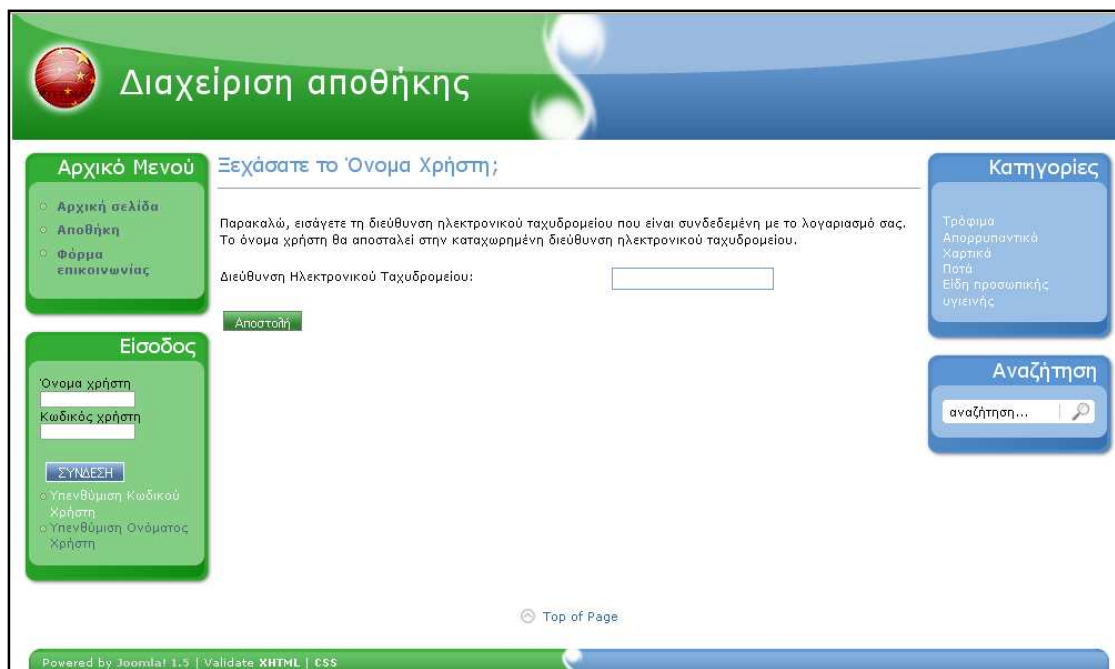 Διαχείριση αποθήκης
Αρχικό Μενού
Αρχική σελίδα
Αποθήκη
Φόρμα
επικοινωνίας
Είσοδος
Όνομα χρήστη
Κωδικός χρήστη
ΣΥΝΔΕΣΗ
Υπενθύμιση Κωδικού
Χρήστη
Υπενθύμιση Ονόματος
Χρήστη
Ξεχάσατε το Όνομα Χρήστη;
Παρακαλώ, εισάγετε τη διεύθυνση ηλεκτρονικού ταχυδρομείου που είναι συνδεδεμένη με το λογαριασμό σας.
Το όνομα χρήστη θα αποσταλεί στην καταχωρημένη διεύθυνση ηλεκτρονικού ταχυδρομείου.
Διεύθυνση Ηλεκτρονικού Ταχυδρομείου:
Αποστολή
Κατηγορίες
Τρόφιμα
Απορρυπαντικά
Χαρτικά
Ποτά
Είδη προσωπικής
υγιεινής
Αναζήτηση
αναζήτηση...
Top of Page
Powered by Joomla! 1.5 | Validate XHTML | CSS